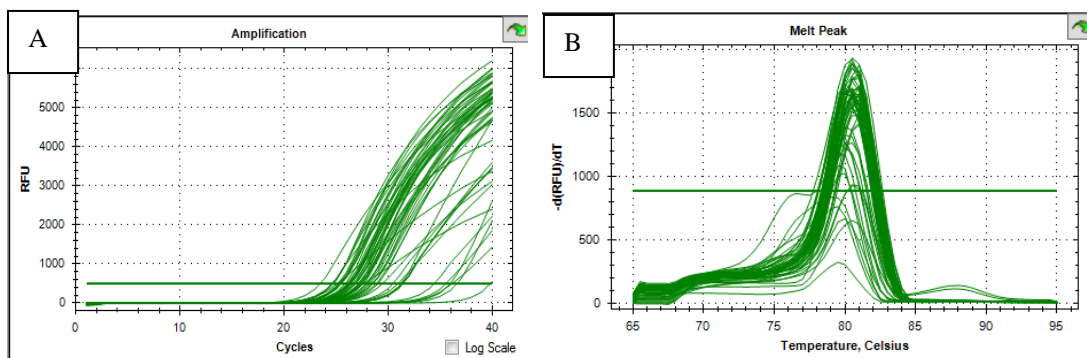 A
Amplification
RFU
5000
4000
3000
2000
1000
0
0
10
20
30
40
Cycles
Log Scale
B
Melt Peak
-d(RFU)/dT
1500
1000
500
0
65
70
75
80
85
90
95
Temperature, Celsius